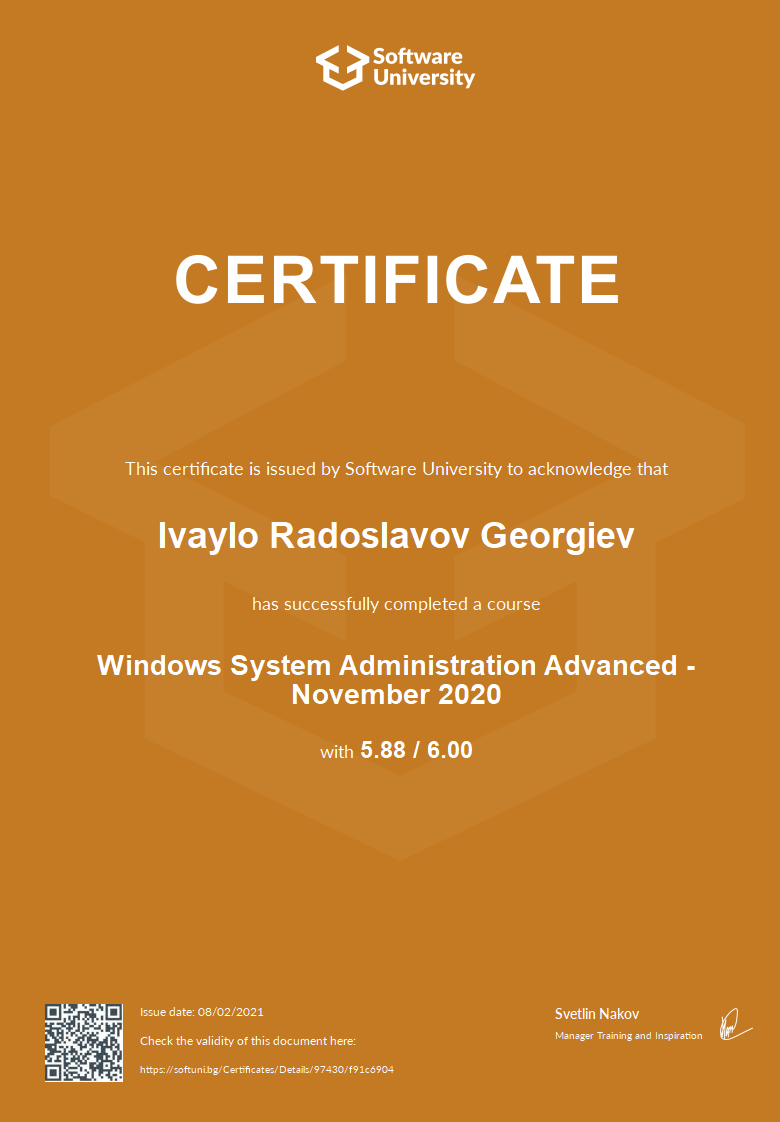 Software
University
CERTIFICATE
This certificate is issued by Software University to acknowledge that
Ivaylo Radoslavov Georgiev
has successfully completed a course
Windows System Administration Advanced -
November 2020
with 5.88 / 6.00
Issue date: 08/02/2021
Check the validity of this document here:
https://softuni.bg/Certificates/Details/97430/f91c6904
Svetlin Nakov
Manager Training and Inspiration